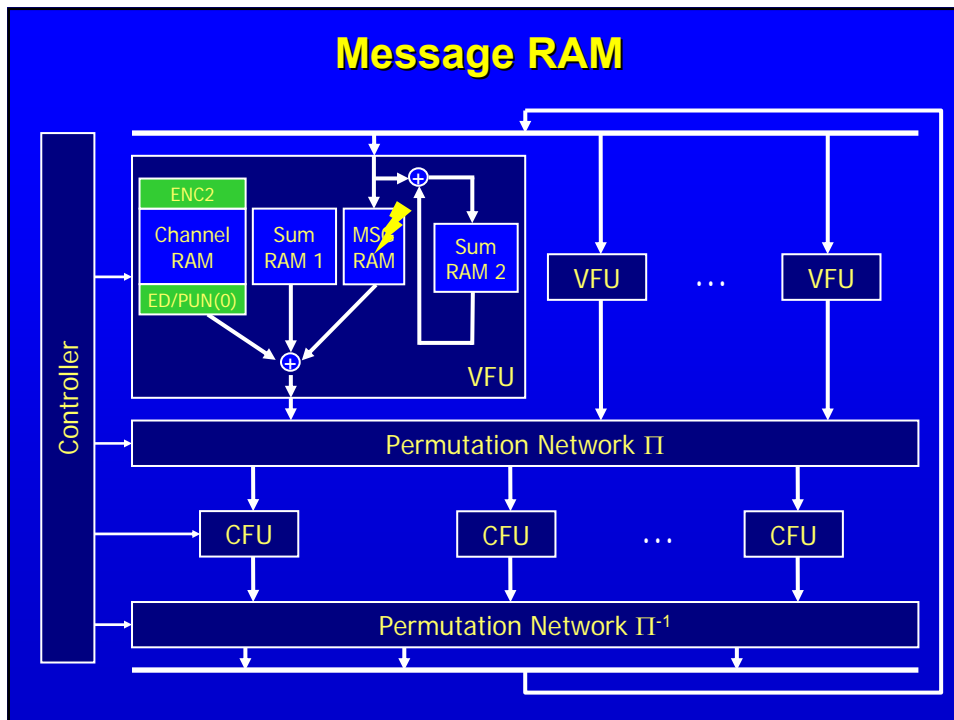 Message RAM
Controller
ENC2
Channel
RAM
ED/PUN(0)
Sum
RAM 1
MSG
RAM
+
Sum
RAM 2
+
VFU
VFU
...
VFU
Permutation Network Π
CFU
CFU
...
CFU
Permutation Network Π-1